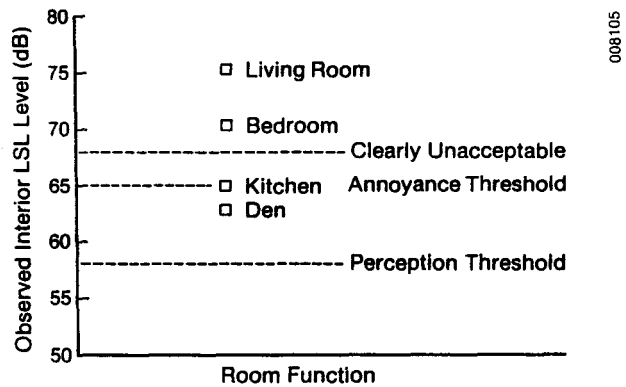 008105
Observed Interior LSL Level (dB)
80
75
70
65
60
55
50
Living Room
Bedroom
Clearly Unacceptable
Kitchen Annoyance Threshold
Den
Perception Threshold
Room Function